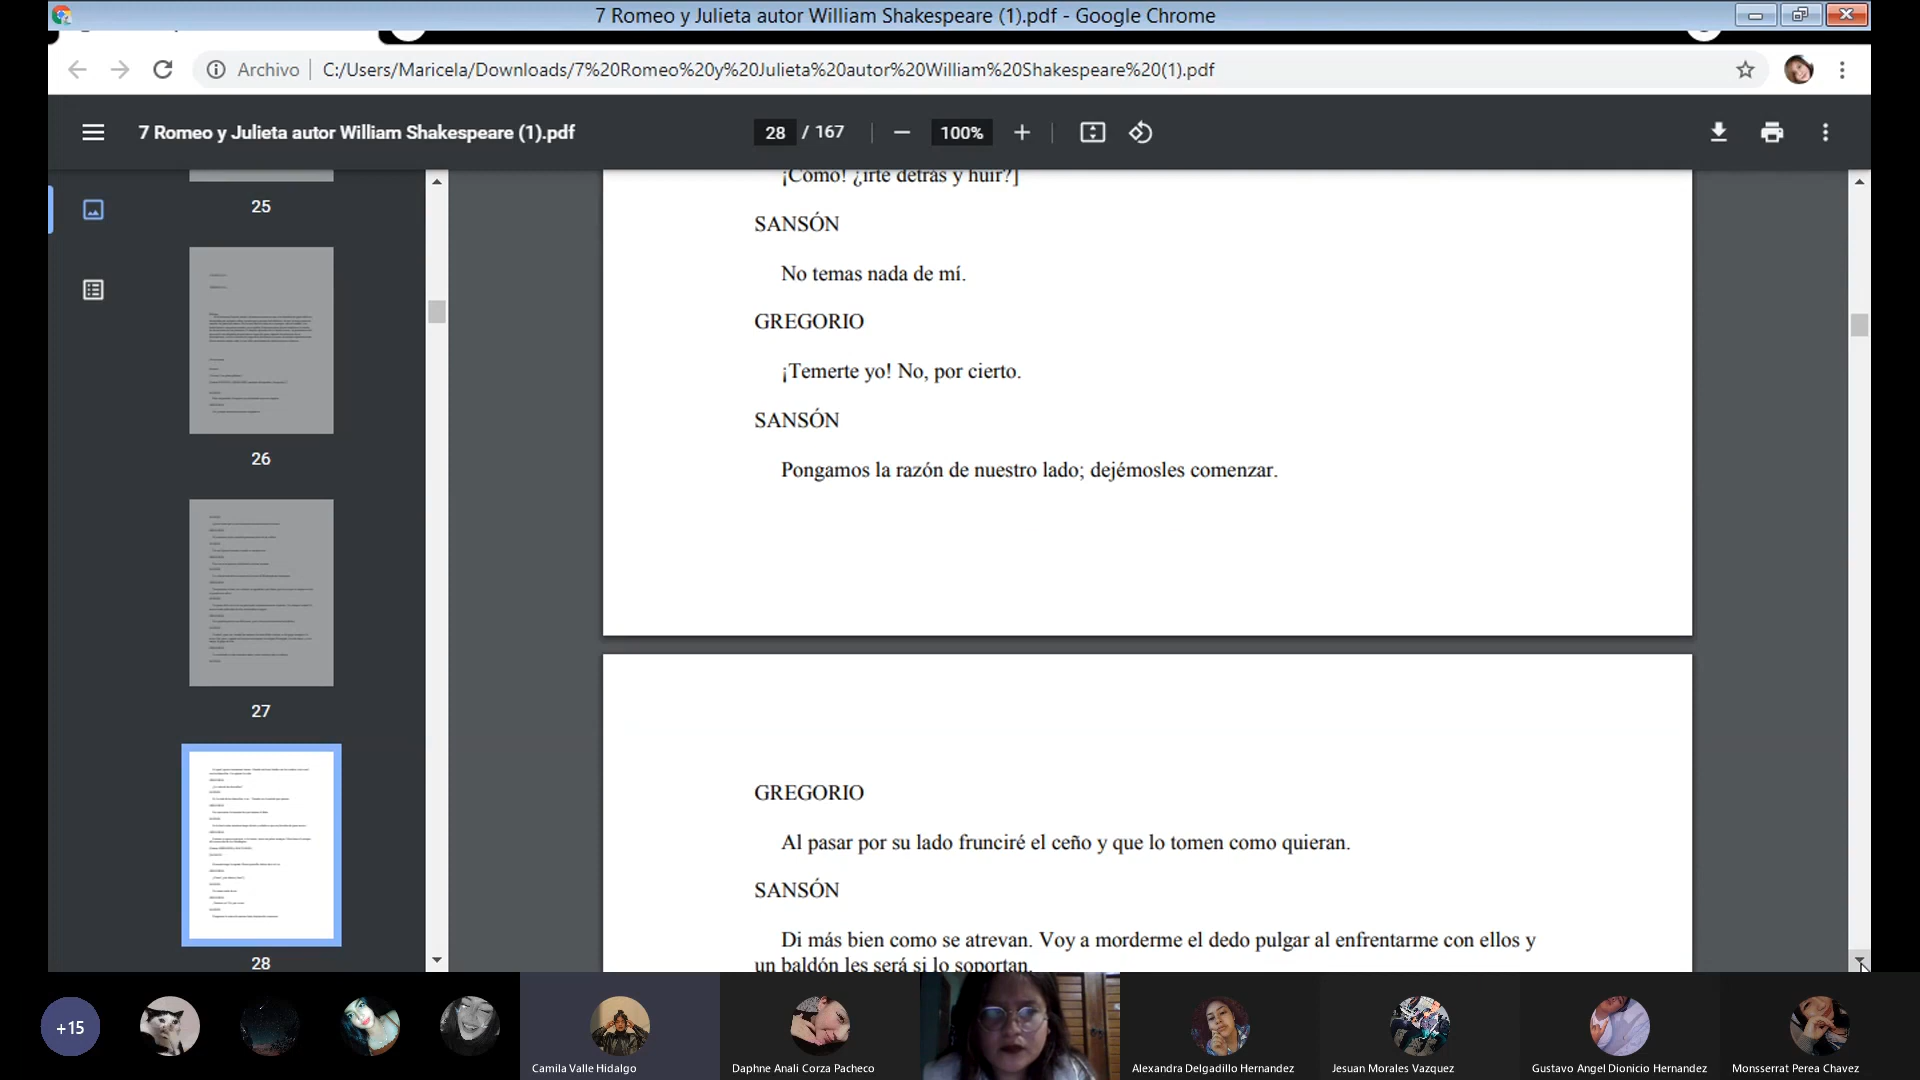 7 Romeo y Julieta autor William Shakespeare (1).pdf - Google Chrome
Archivo C:/Users/Maricela/Downloads/7%20Romeo%20y%20Julieta%20autor%20William%20Shakespeare%20(1).pdf
7 Romeo y Julieta autor William Shakespeare (1).pdf 28 / 167 100%
25
26
27
28
¡Cómo! ¿irte detrás y huir?]
SANSÓN
No temas nada de mí.
GREGORIO
¡Temerte yo! No, por cierto.
SANSÓN
Pongamos la razón de nuestro lado; dejémosles comenzar.
GREGORIO
Al pasar por su lado frunciré el ceño y que lo tomen como quieran.
SANSÓN
Di más bien como se atrevan. Voy a morderme el dedo pulgar al enfrentarme con ellos y
un baldón les será si lo soportan.
+15
Camila Valle Hidalgo
Daphne Anali Corza Pacheco
Alexandra Delgadillo Hernandez
Jesuan Morales Vazquez
Gustavo Angel Dionicio Hernandez
Monsserrat Perea Chavez